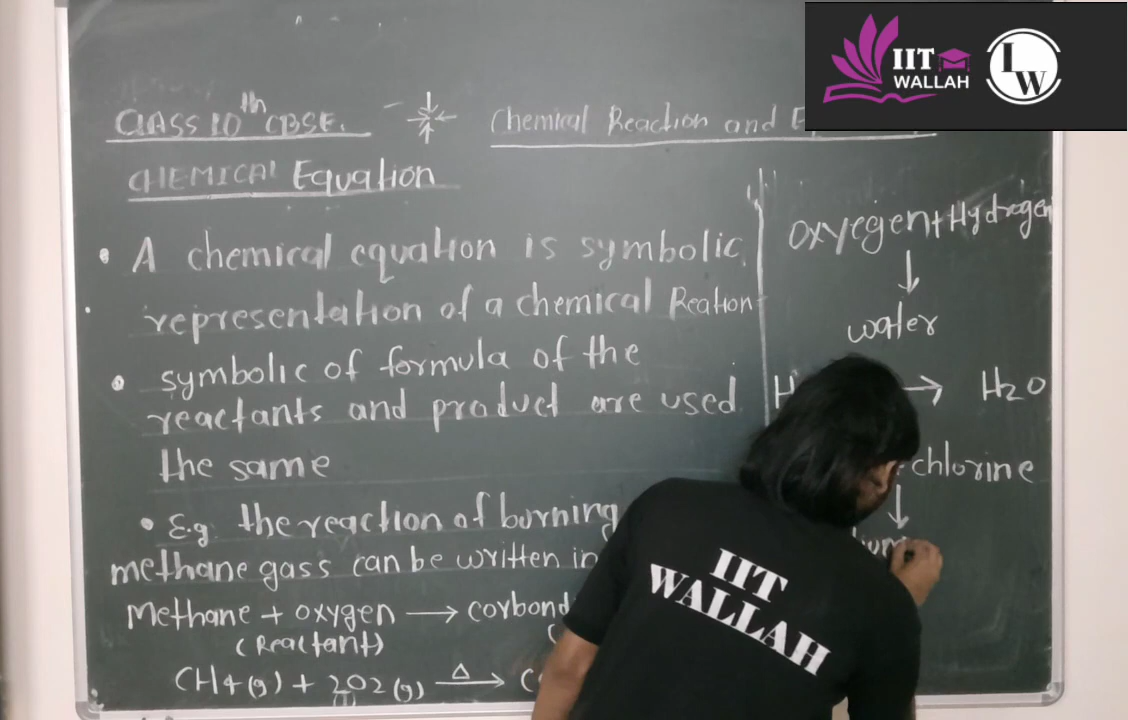 IIT
WALLAH
LW
CLASS 10th CBSE.
Chemical Reaction and
CHEMICAL Equation
• A chemical equation is symbolic
representation of a chemical Reation
• symbolic of formula of the
reactants and product are used
the same
• E.g. the reaction of burning
methane gass can be written in
Methane + oxygen → corbond
(Reactant)
CH4(g) + 2O2(g) △→ C
oxyegen + Hydrogen
↓
water
H → H2O
chlorine
↓
IIT
WALLAH